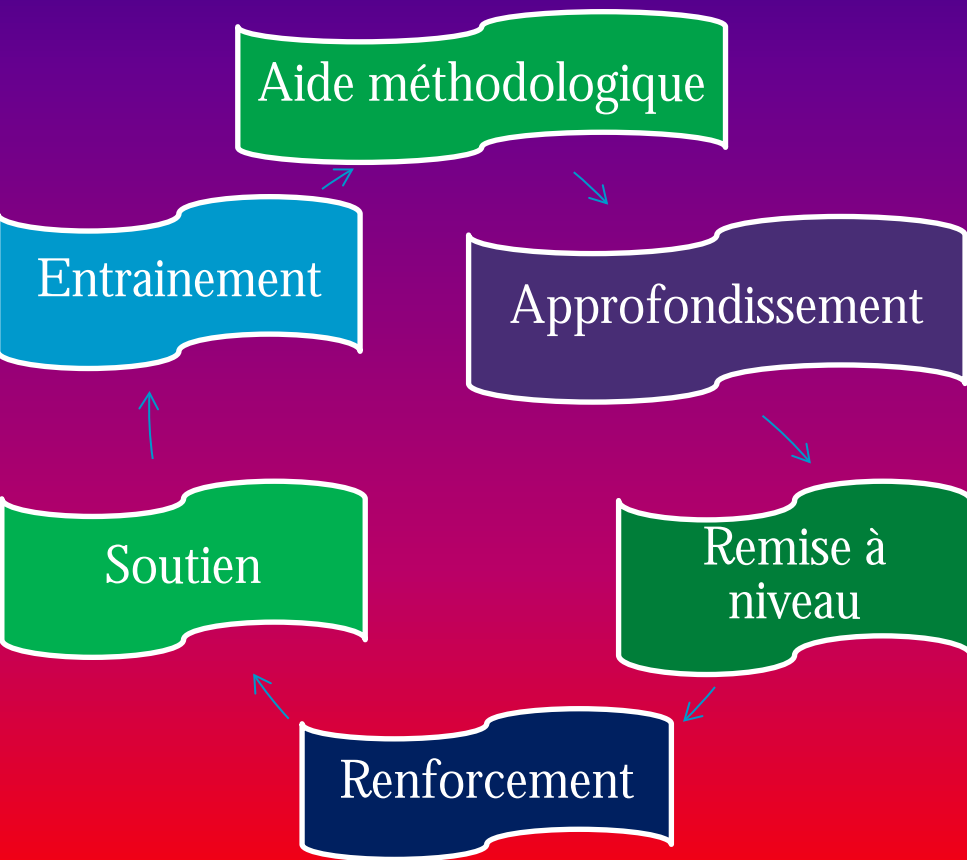 Aide méthodologique
Entrainement
Approfondissement
Soutien
Remise à
niveau
Renforcement